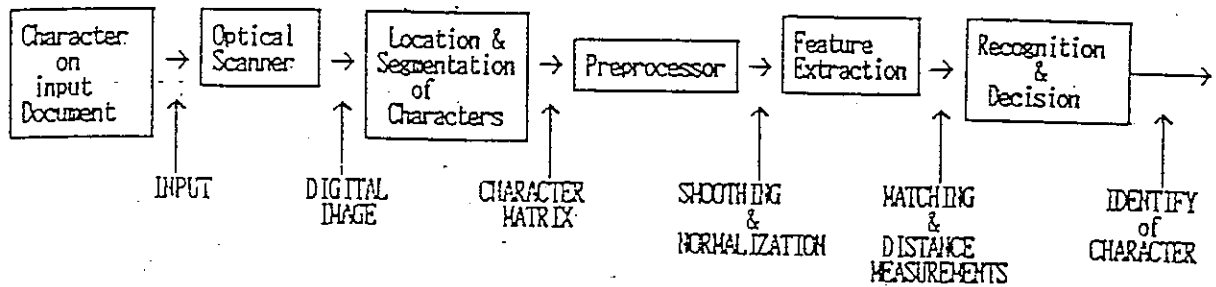 Character
on
input
Document
Optical
Scanner
Location &
Segmentation
of
Characters
Preprocessor
Feature
Extraction
Recognition
&
Decision
INPUT
DIGITAL
IMAGE
CHARACTER
MATRIX
SMOOTHING
&
NORMALIZATION
MATCHING
&
DISTANCE
MEASUREMENTS
IDENTIFY
of
CHARACTER